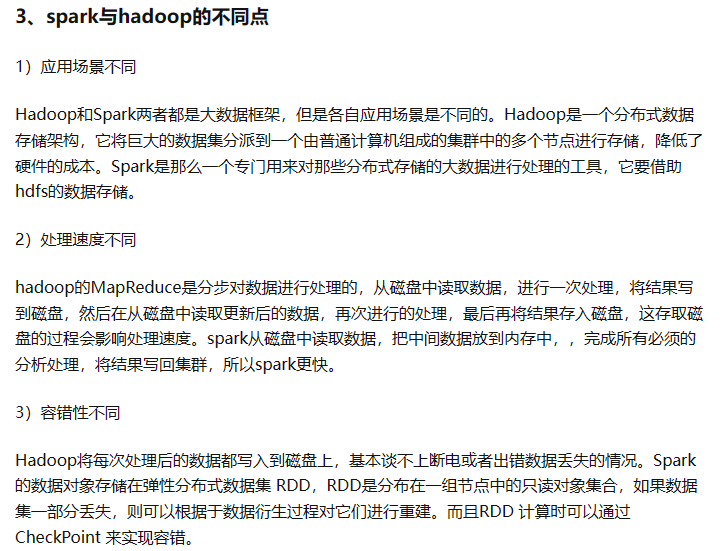 3、spark与hadoop的不同点
1）应用场景不同
Hadoop和Spark两者都是大数据框架，但是各自应用场景是不同的。Hadoop是一个分布式数据
存储架构，它将巨大的数据集分派到一个由普通计算机组成的集群中的多个节点进行存储，降低了
硬件的成本。Spark是那么一个专门用来对那些分布式存储的大数据进行处理的工具，它要借助
hdfs的数据存储。
2）处理速度不同
hadoop的MapReduce是分步对数据进行处理的，从磁盘中读取数据，进行一次处理，将结果写
到磁盘，然后在从磁盘中读取更新后的数据，再次进行的处理，最后再将结果存入磁盘，这存取磁
盘的过程会影响处理速度。spark从磁盘中读取数据，把中间数据放到内存中，，完成所有必须的
分析处理，将结果写回集群，所以spark更快。
3）容错性不同
Hadoop将每次处理后的数据都写入到磁盘上，基本谈不上断电或者出错数据丢失的情况。Spark
的数据对象存储在弹性分布式数据集 RDD，RDD是分布在一组节点中的只读对象集合，如果数据
集一部分丢失，则可以根据于数据衍生过程对它们进行重建。而且RDD 计算时可以通过
CheckPoint 来实现容错。